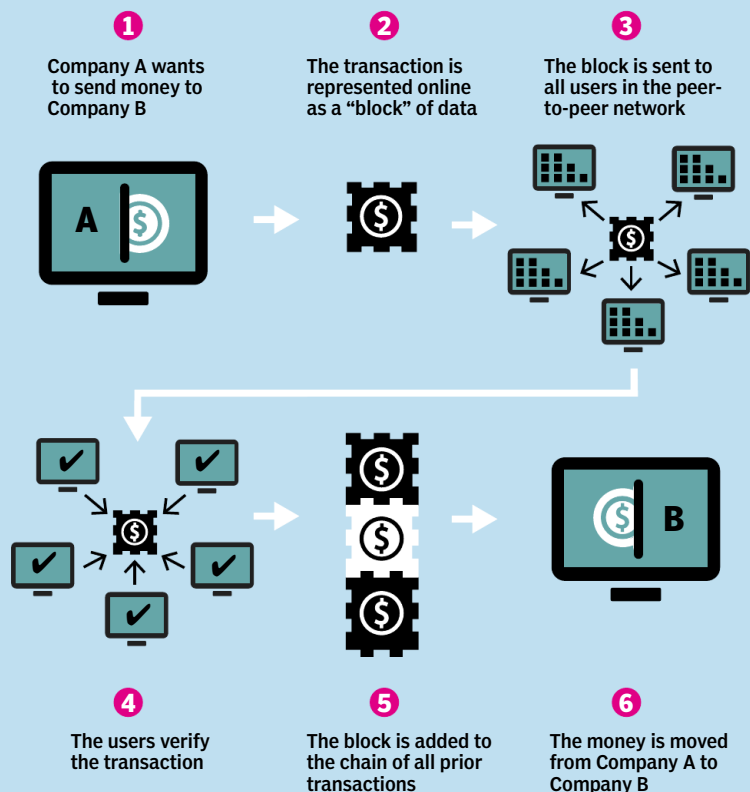 1
Company A wants
to send money to
Company B
2
The transaction is
represented online
as a “block” of data
3
The block is sent to
all users in the peer-
to-peer network
A
$
$
$
$
$
$
$
$
B
4
The users verify
the transaction
5
The block is added to
the chain of all prior
transactions
6
The money is moved
from Company A to
Company B